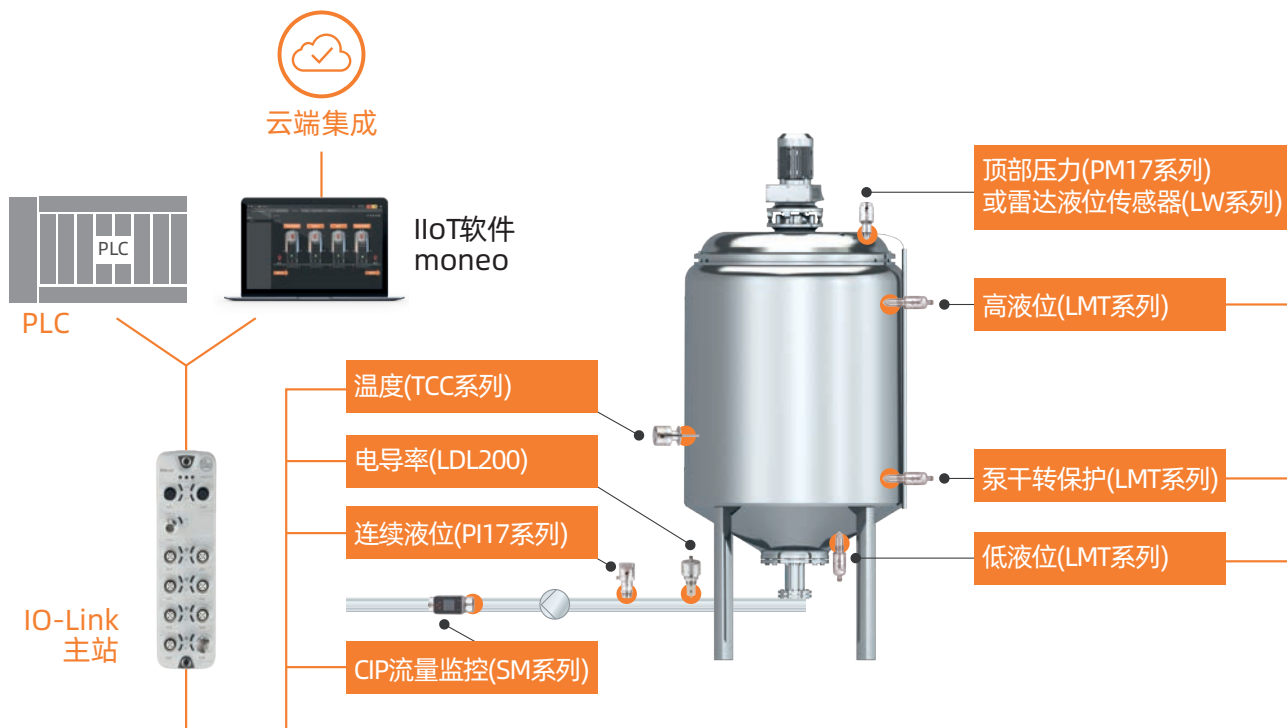 云端集成
PLC
PLC
IIoT软件
moneo
顶部压力(PM17系列)
或雷达液位传感器(LW系列)
高液位(LMT系列)
温度(TCC系列)
电导率(LDL200)
泵干转保护(LMT系列)
连续液位(PI17系列)
低液位(LMT系列)
IO-Link
主站
CIP流量监控(SM系列)